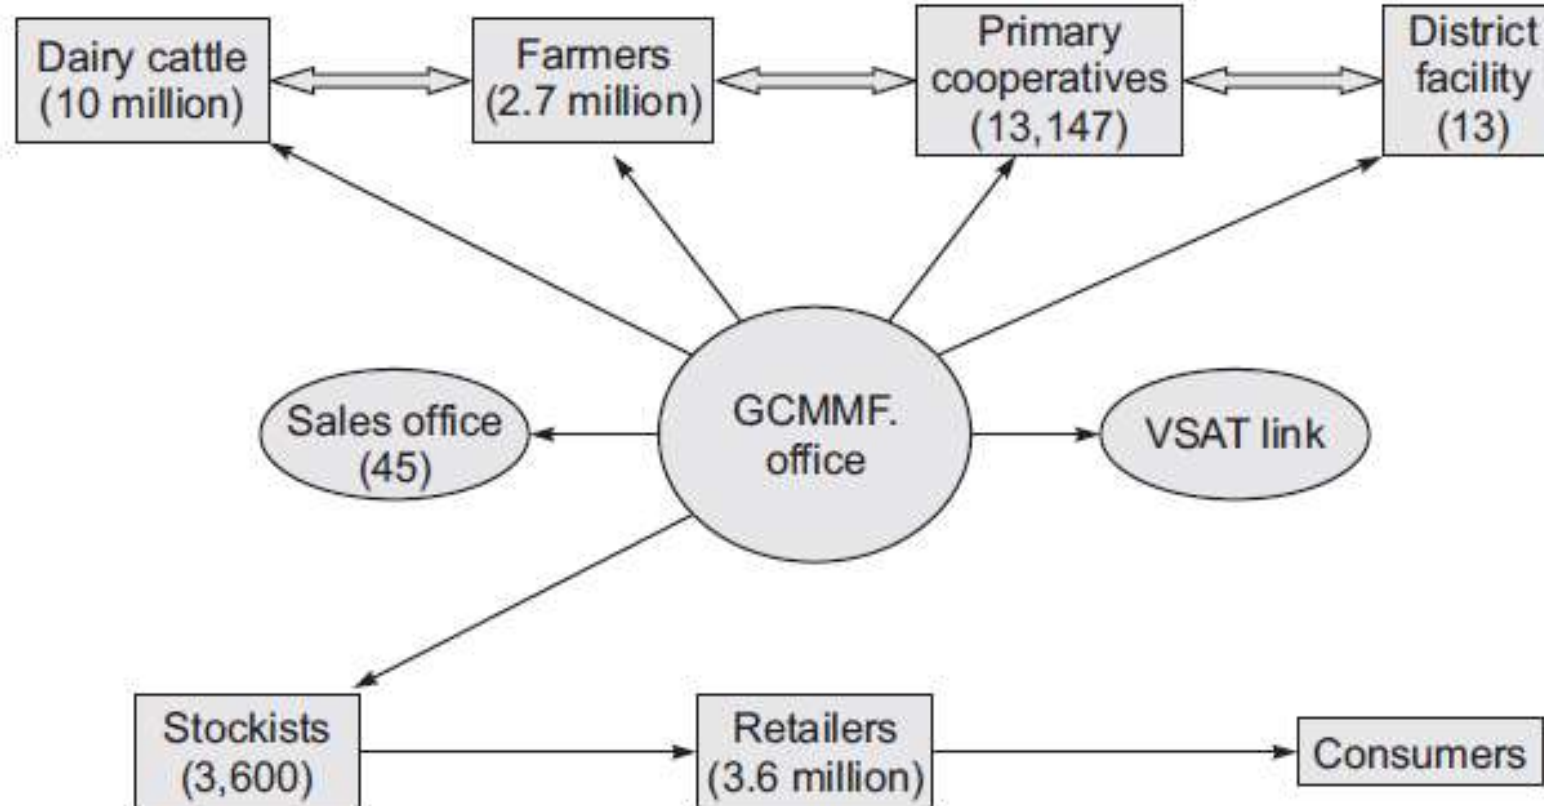 Dairy cattle
(10 million)
Farmers
(2.7 million)
Primary
cooperatives
(13,147)
District
facility
(13)
Sales office
(45)
GCMMF.
office
VSAT link
Stockists
(3,600)
Retailers
(3.6 million)
Consumers